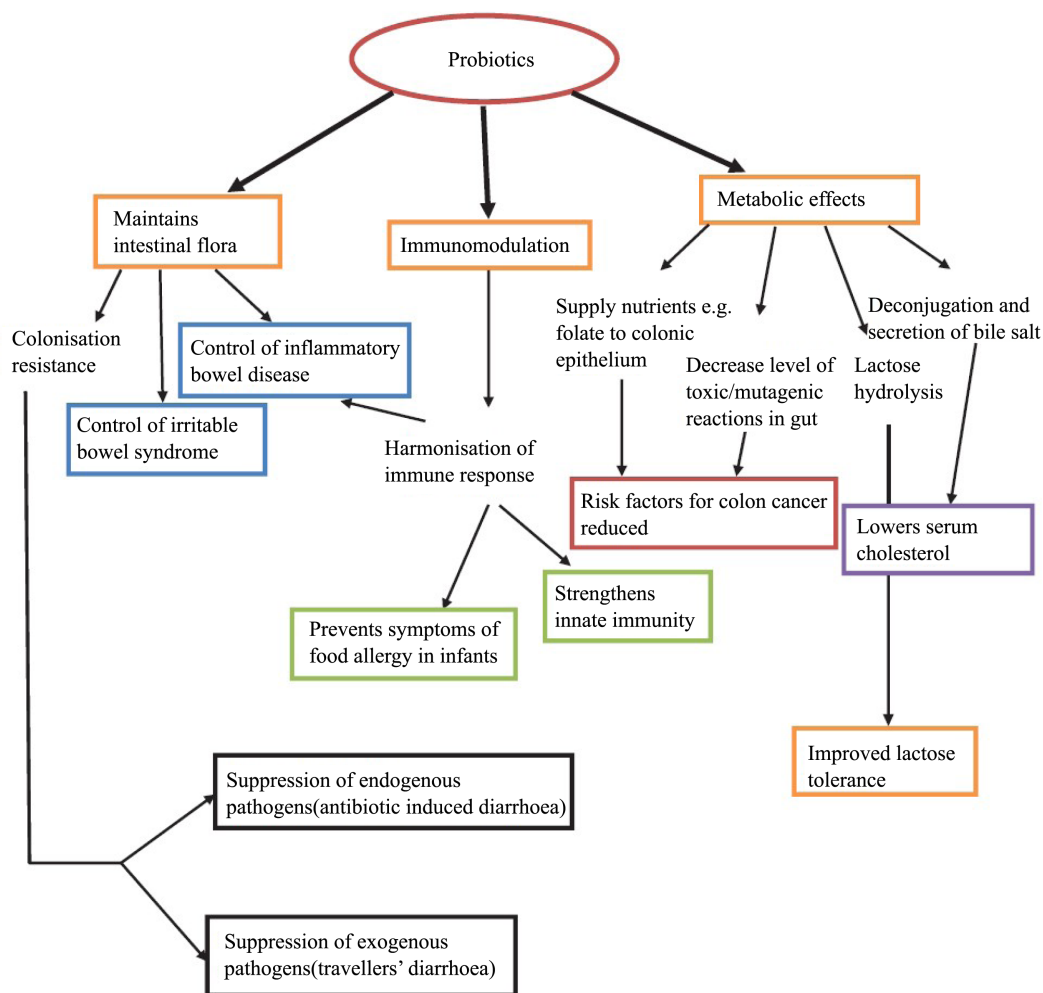 Probiotics
Maintains
intestinal flora
Immunomodulation
Metabolic effects
Colonisation
resistance
Control of inflammatory
bowel disease
Control of irritable
bowel syndrome
Harmonisation of
immune response
Supply nutrients e.g.
folate to colonic
epithelium
Decrease level of
toxic/mutagenic
reactions in gut
Lactose
hydrolysis
Deconjugation and
secretion of bile salt
Risk factors for colon cancer
reduced
Lowers serum
cholesterol
Prevents symptoms of
food allergy in infants
Strengthens
innate immunity
Improved lactose
tolerance
Suppression of endogenous
pathogens(antibiotic induced diarrhoea)
Suppression of exogenous
pathogens(travellers’ diarrhoea)